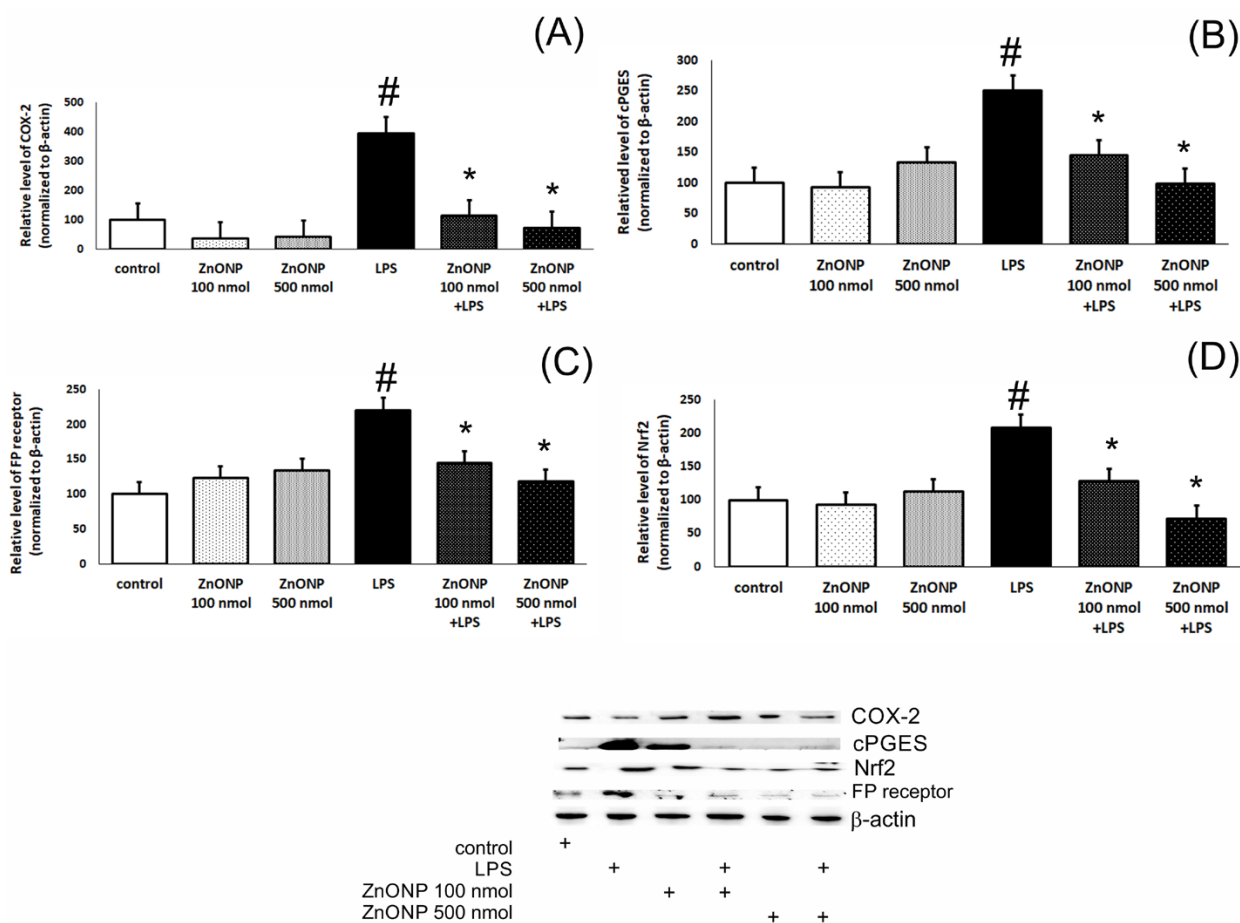 (A)
#
Relative level of COX-2
(normalized to β-actin)
500
400
300
200
100
0
*
*
control
ZnONP
100 nmol
ZnONP
500 nmol
LPS
ZnONP
100 nmol
+LPS
ZnONP
500 nmol
+LPS
(B)
#
Relatived level of cPGES
(normalized to β-actin)
300
250
200
150
100
50
0
*
*
control
ZnONP
100 nmol
ZnONP
500 nmol
LPS
ZnONP
100 nmol
+LPS
ZnONP
500 nmol
+LPS
(C)
#
Relative level of FP receptor
(normalized to β-actin)
250
200
150
100
50
0
*
*
control
ZnONP
100 nmol
ZnONP
500 nmol
LPS
ZnONP
100 nmol
+LPS
ZnONP
500 nmol
+LPS
(D)
#
Relative level of Nrf2
(normalized to β-actin)
250
200
150
100
50
0
*
*
control
ZnONP
100 nmol
ZnONP
500 nmol
LPS
ZnONP
100 nmol
+LPS
ZnONP
500 nmol
+LPS
COX-2
cPGES
Nrf2
FP receptor
β-actin
control +
LPS + + +
ZnONP 100 nmol + +
ZnONP 500 nmol + +